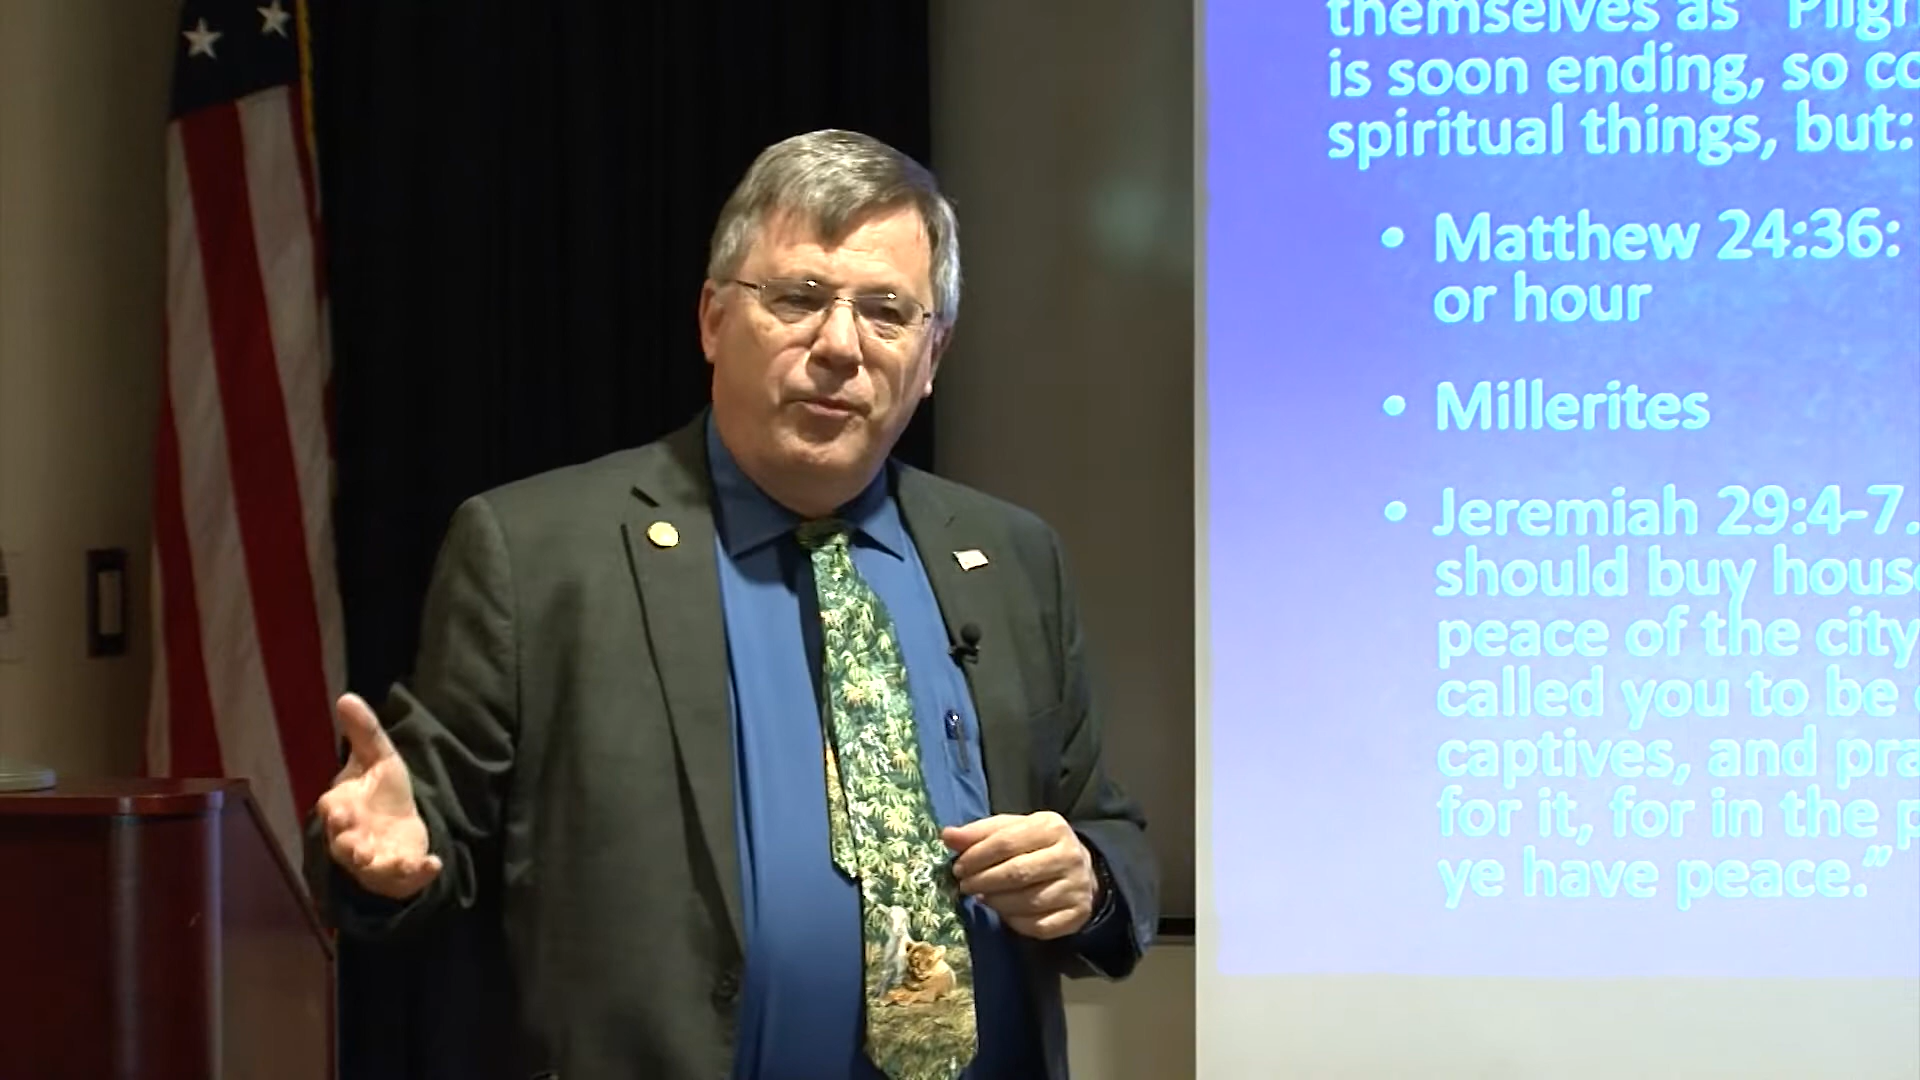 themselves as "Pilgr
is soon ending, so co
spiritual things, but:
• Matthew 24:36:
or hour
• Millerites
• Jeremiah 29:4-7.
should buy house
peace of the city
called you to be
captives, and pra
for it, for in the p
ye have peace."